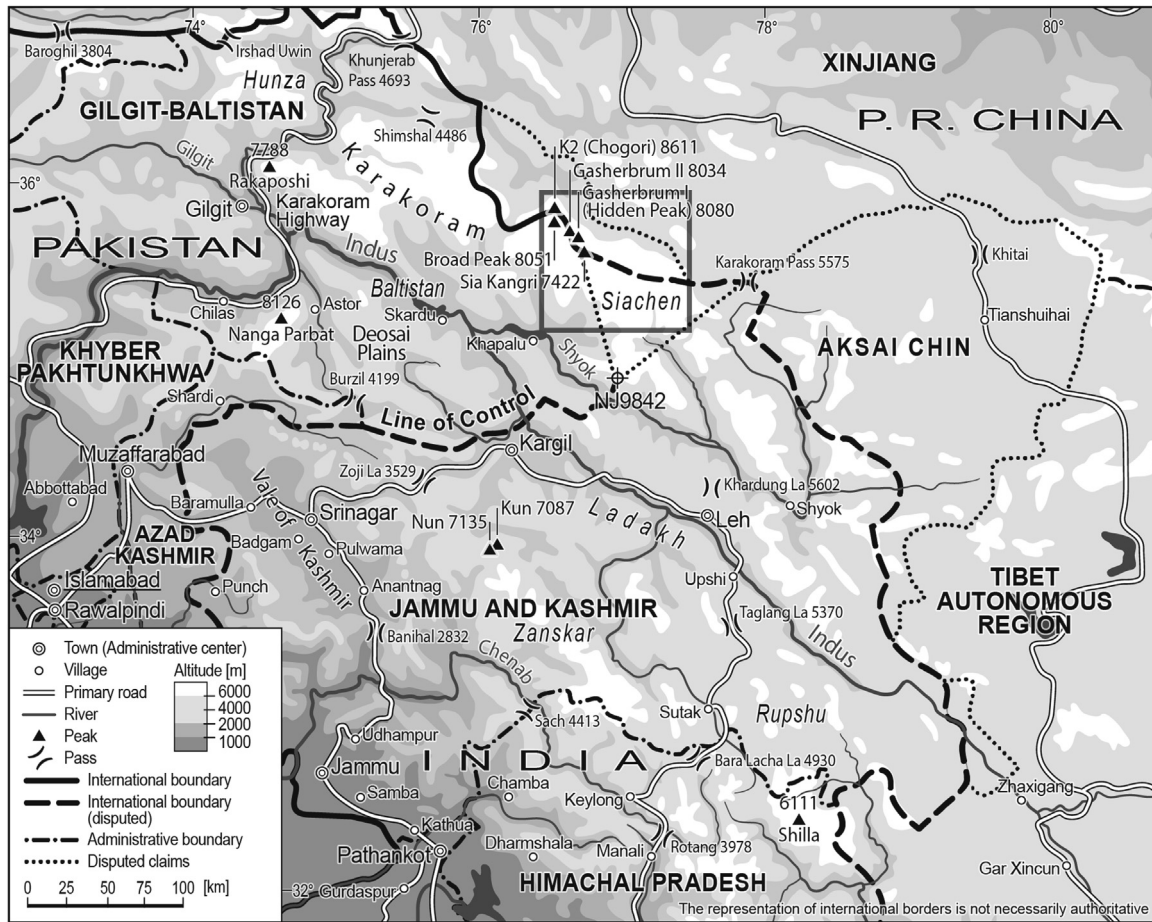 74°
76°
78°
80°
Baroghil 3804
Irshad Uwin
Hunza
Khunjerab
Pass 4693
XINJIANG
GILGIT-BALTISTAN
P. R. CHINA
Shimshal 4486
K2 (Chogori) 8611
Gilgit
7788
Karakoram
Gasherbrum II 8034
36°
Rakaposhi
Gasherbrum I
(Hidden Peak) 8080
Gilgit
Karakoram
Highway
PAKISTAN
Indus
Broad Peak 8051
Karakoram Pass 5575
Khitai
Sia Kangri 7422
Baltistan
Siachen
Chilas
8126
Astor
Skardu
Tianshuihai
Nanga Parbat
Deosai
Plains
Khapalu
Shyok
AKSAI CHIN
KHYBER
PAKHTUNKHWA
Burzil 4199
NJ9842
Shardi
Line of Control
Muzaffarabad
Kargil
Zoji La 3529
Abbottabad
Baramulla
Vale of Kashmir
Khardung La 5602
Srinagar
Ladakh
Leh
Shyok
Nun 7135
Kun 7087
34°
AZAD
KASHMIR
Badgam
Pulwama
Islamabad
Punch
Anantnag
Upshi
TIBET
AUTONOMOUS
REGION
Rawalpindi
JAMMU AND KASHMIR
Taglang La 5370
Zanskar
Banihal 2832
Indus
Chenab
Sach 4413
Sutak
Rupshu
Udhampur
INDIA
Bara Lacha La 4930
Jammu
Samba
Chamba
Keylong
6111
Shilla
Zhaxigang
Kathua
Pathankot
Dharmshala
Manali
Rotang 3978
Gar Xincun
32°
Gurdaspur
HIMACHAL PRADESH
Town (Administrative center)
Village
Primary road
River
Peak
Pass
Altitude [m]
6000
4000
2000
1000
International boundary
International boundary
(disputed)
Administrative boundary
Disputed claims
0 25 50 75 100 [km]
The representation of international borders is not necessarily authoritative